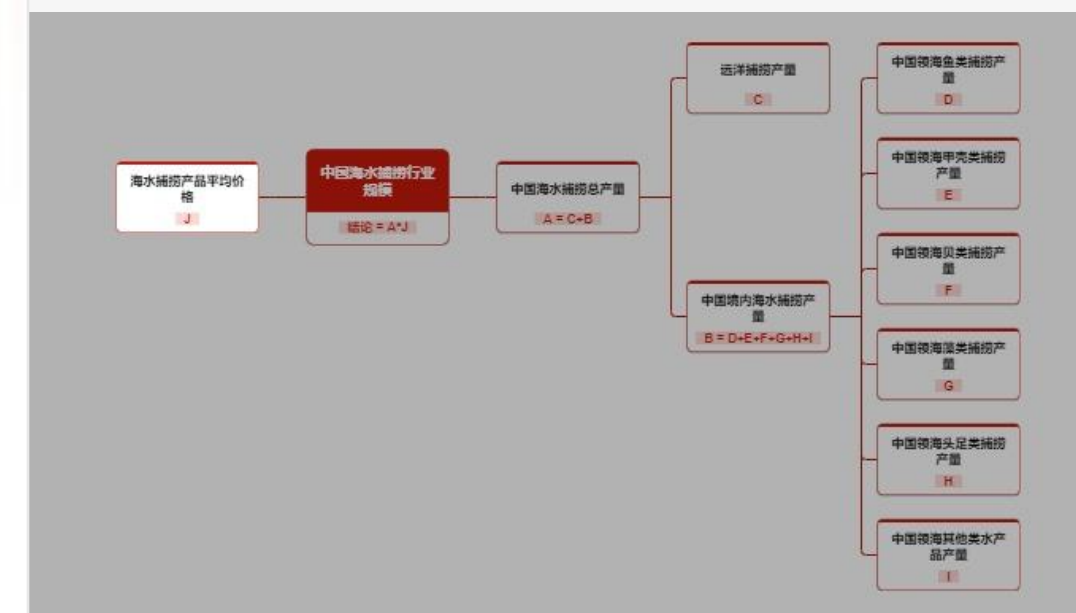 海水捕捞产品平均价
格
J
中国海水捕捞行业
规模
结论 = A*J
中国海水捕捞总产量
A = C+B
远洋捕捞产量
C
中国境内海水捕捞产
量
B = D+E+F+G+H+I
中国领海鱼类捕捞产
量
D
中国领海甲壳类捕捞
产量
E
中国领海贝类捕捞产
量
F
中国领海藻类捕捞产
量
G
中国领海头足类捕捞
产量
H
中国领海其他类水产
品产量
I